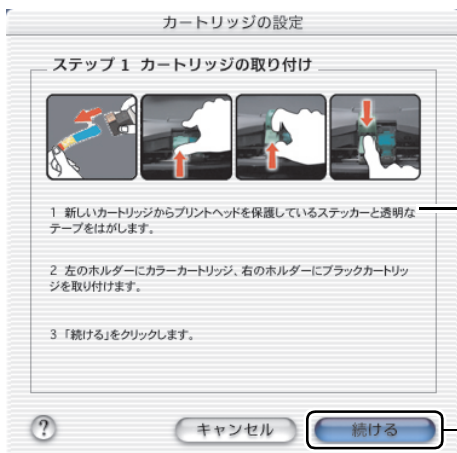 カートリッジの設定
ステップ 1 カートリッジの取り付け
1 新しいカートリッジからプリントヘッドを保護しているステッカーと透明な
テープをはがします。
2 左のホルダーにカラーカートリッジ、右のホルダーにブラックカートリッ
ジを取り付けます。
3 「続ける」をクリックします。
?
キャンセル
続ける